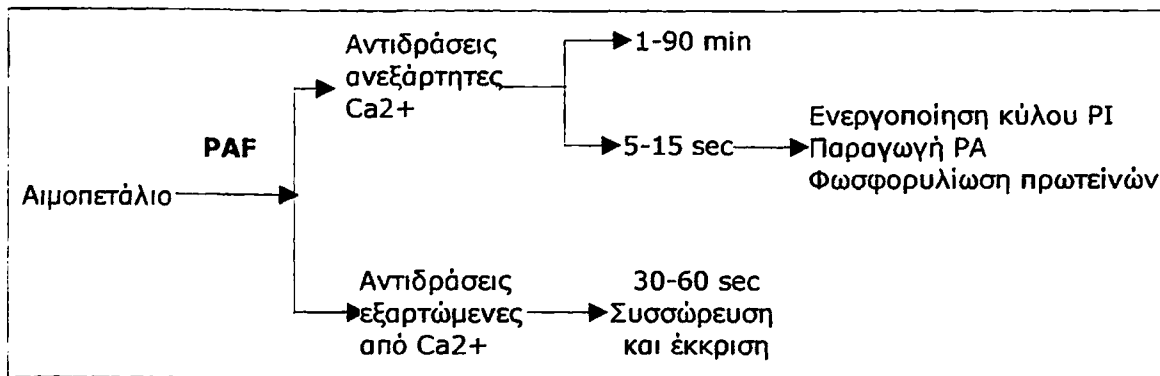 Αντιδράσεις
ανεξάρτητες
Ca2+
1-90 min
5-15 sec
Ενεργοποίηση κύλου PI
Παραγωγή PA
Φωσφορυλίωση πρωτεϊνών
PAF
Αιμοπετάλιο
Αντιδράσεις
εξαρτώμενες
από Ca2+
30-60 sec
Συσσώρευση
και έκκριση